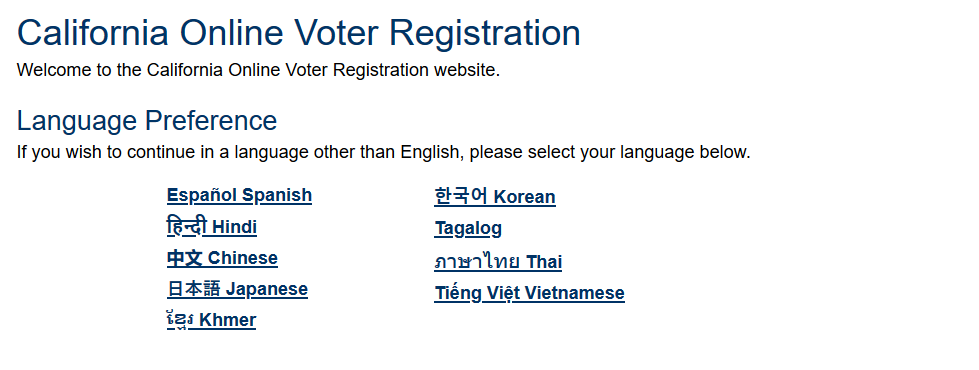 California Online Voter Registration
Welcome to the California Online Voter Registration website.
Language Preference
If you wish to continue in a language other than English, please select your language below.
Español Spanish
हिन्दी Hindi
中文 Chinese
日本語 Japanese
ខ្មែរ Khmer
한국어 Korean
Tagalog
ภาษาไทย Thai
Tiếng Việt Vietnamese